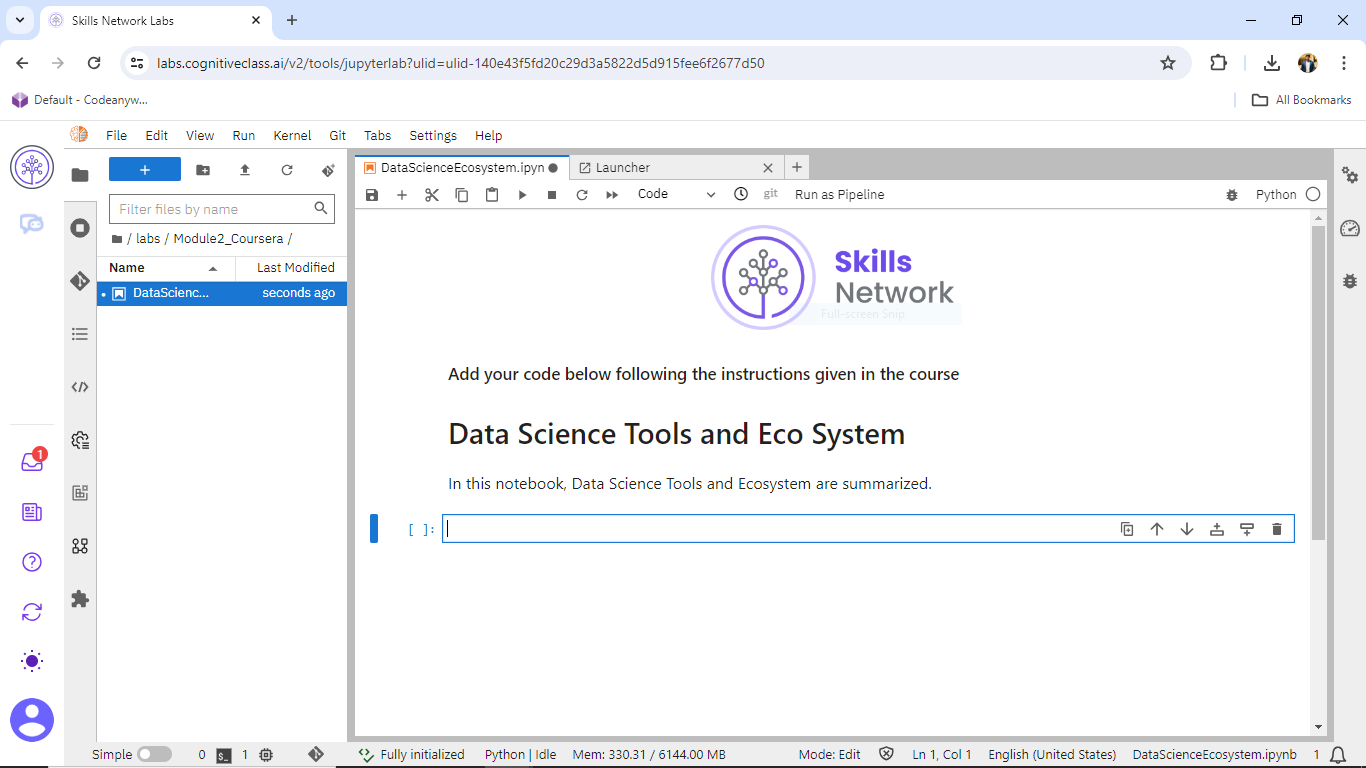 Skills Network Labs
labs.cognitiveclass.ai/v2/tools/jupyterlab?ulid=ulid-140e43f5fd20c29d3a5822d5d915fee6f2677d50
Default - Codeanyw...
All Bookmarks
File Edit View Run Kernel Git Tabs Settings Help
DataScienceEcosystem.ipyn
Launcher
Filter files by name
Code
git
Run as Pipeline
Python
/ labs / Module2_Coursera /
Name
Last Modified
DataScienc...
seconds ago
Skills
Network
Full-screen Snip
Add your code below following the instructions given in the course
Data Science Tools and Eco System
In this notebook, Data Science Tools and Ecosystem are summarized.
[ ]:
1
Simple
0
$_
1
Fully initialized
Python | Idle
Mem: 330.31 / 6144.00 MB
Mode: Edit
Ln 1, Col 1
English (United States)
DataScienceEcosystem.ipynb
1